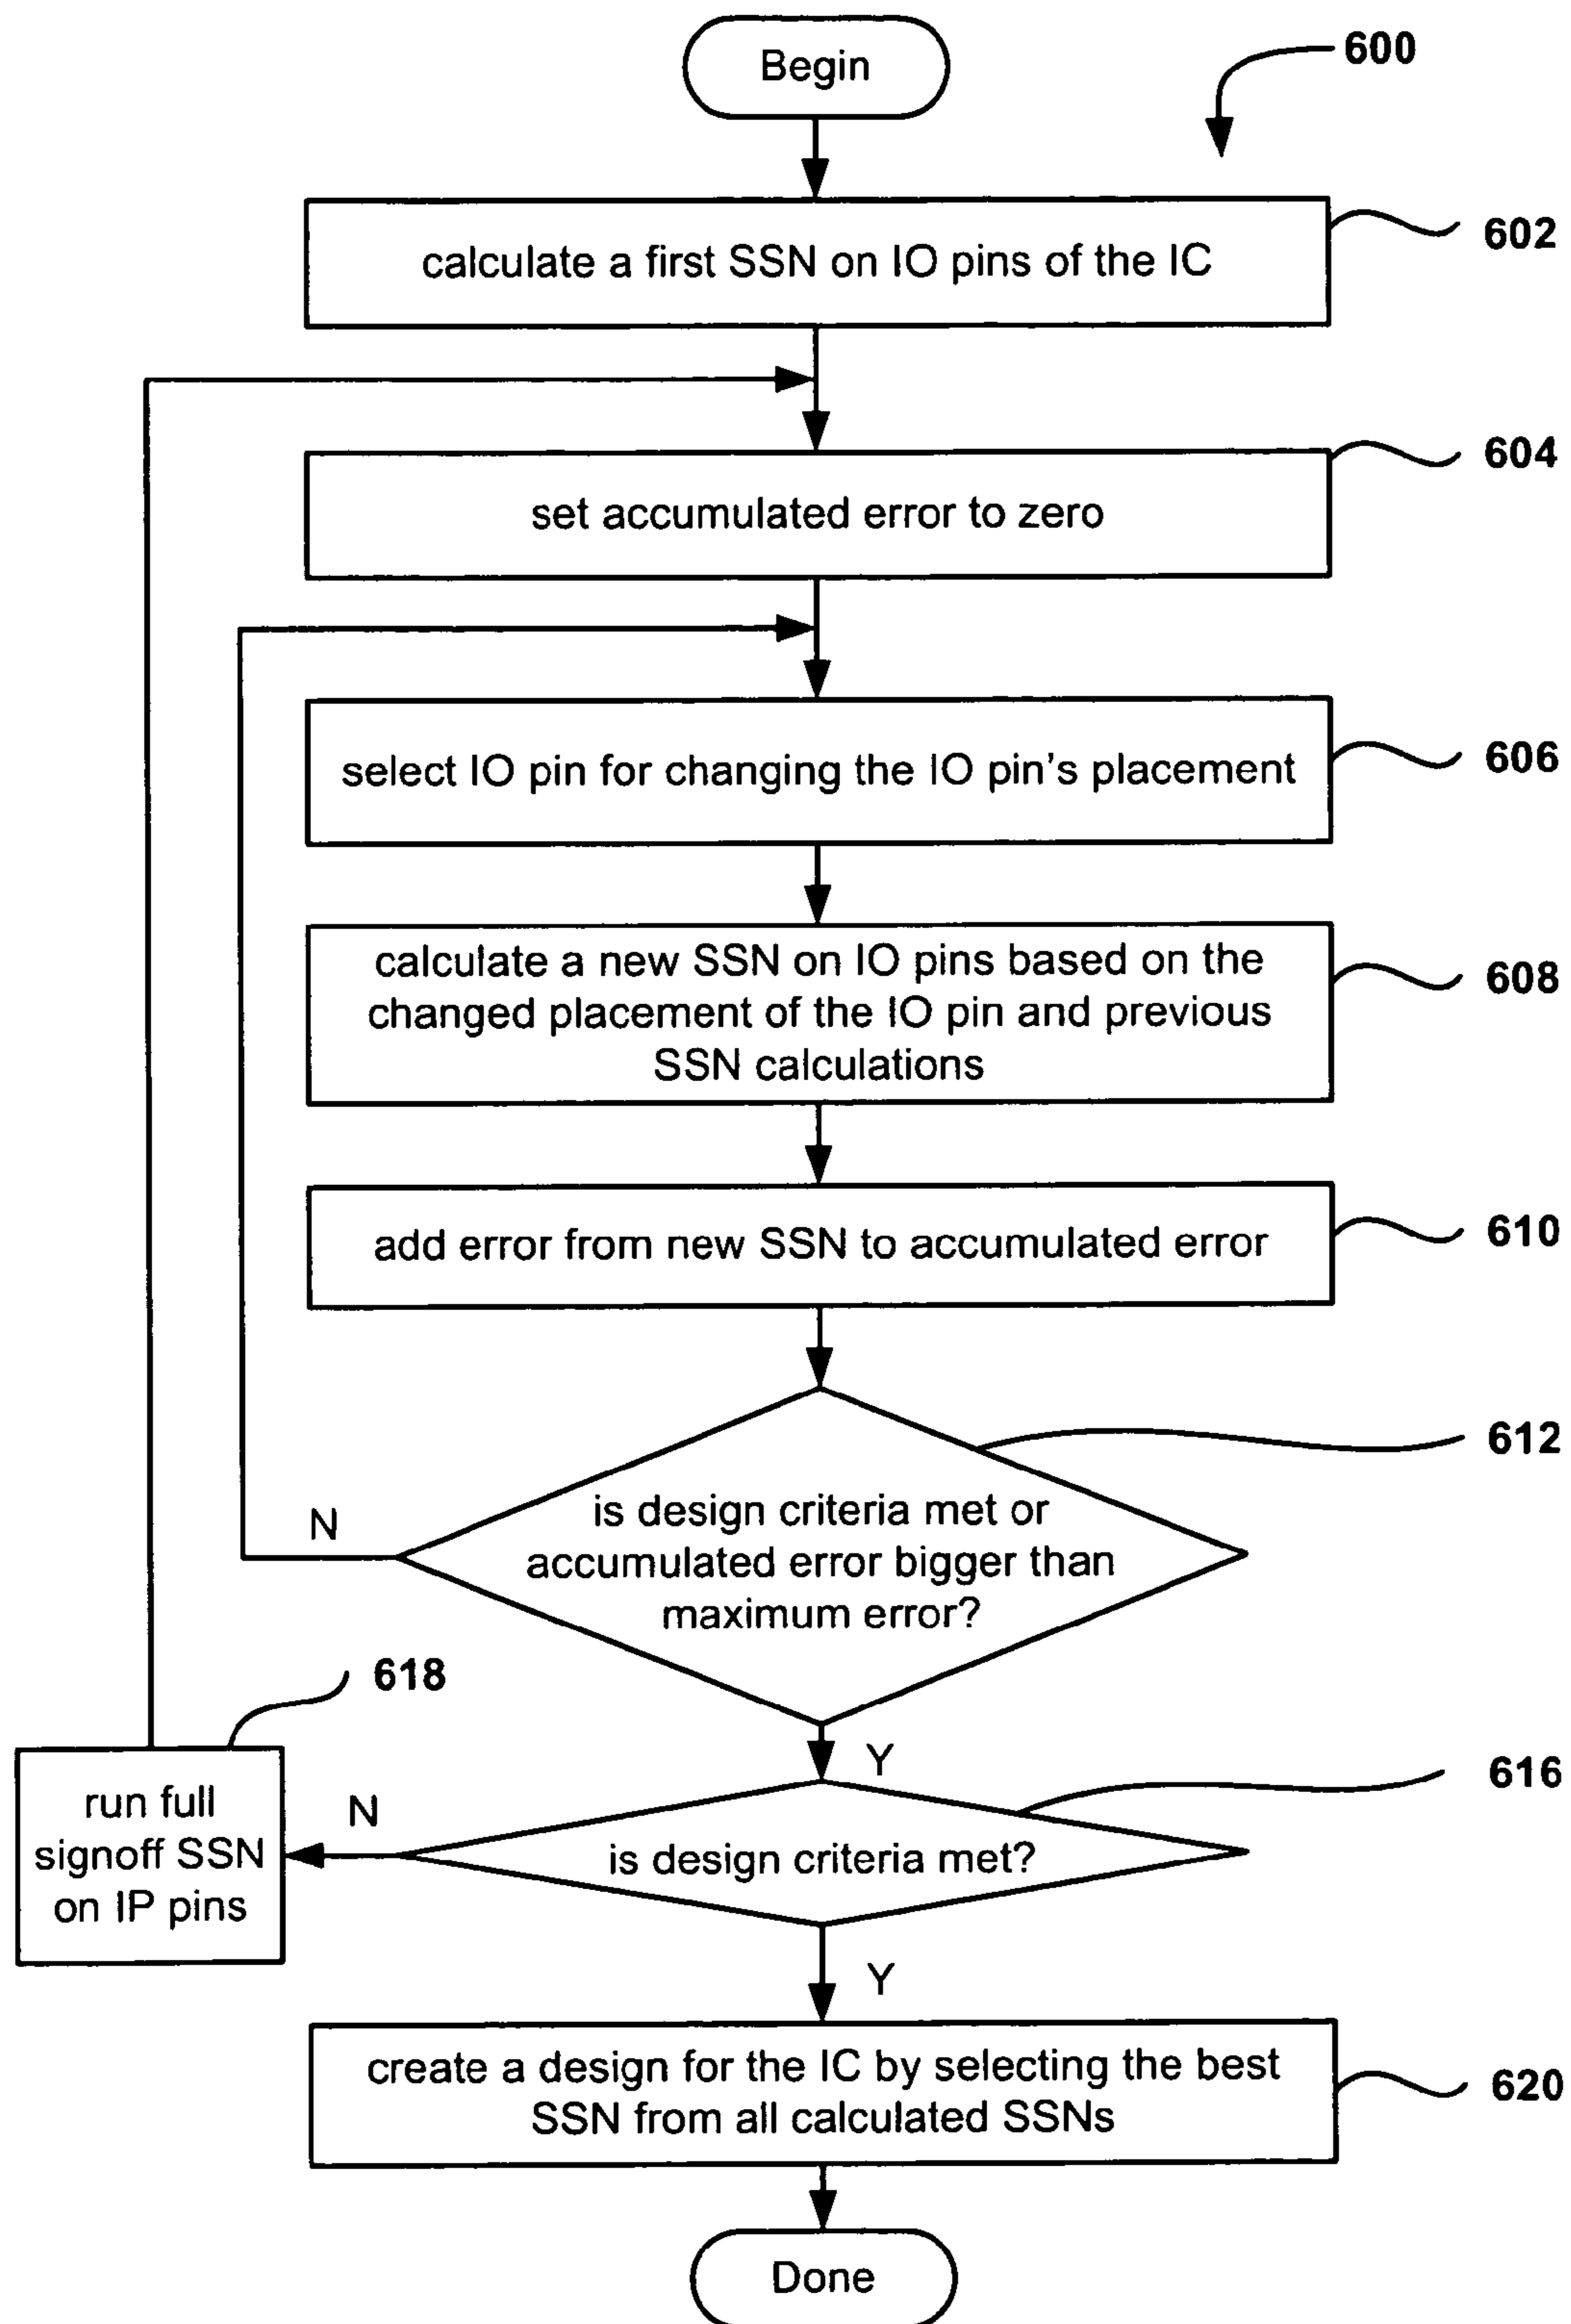 Begin
600
calculate a first SSN on IO pins of the IC
602
set accumulated error to zero
604
select IO pin for changing the IO pin's placement
606
calculate a new SSN on IO pins based on the
changed placement of the IO pin and previous
SSN calculations
608
add error from new SSN to accumulated error
610
is design criteria met or
accumulated error bigger than
maximum error?
612
N
Y
618
run full
signoff SSN
on IP pins
N
is design criteria met?
616
Y
create a design for the IC by selecting the best
SSN from all calculated SSNs
620
Done